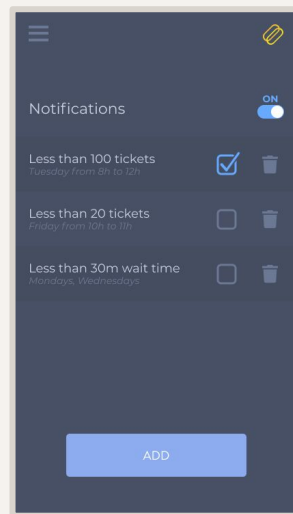 ON
Notifications
Less than 100 tickets
Tuesday from 8h to 12h
Less than 20 tickets
Friday from 10h to 11h
Less than 30m wait time
Mondays, Wednesdays
ADD